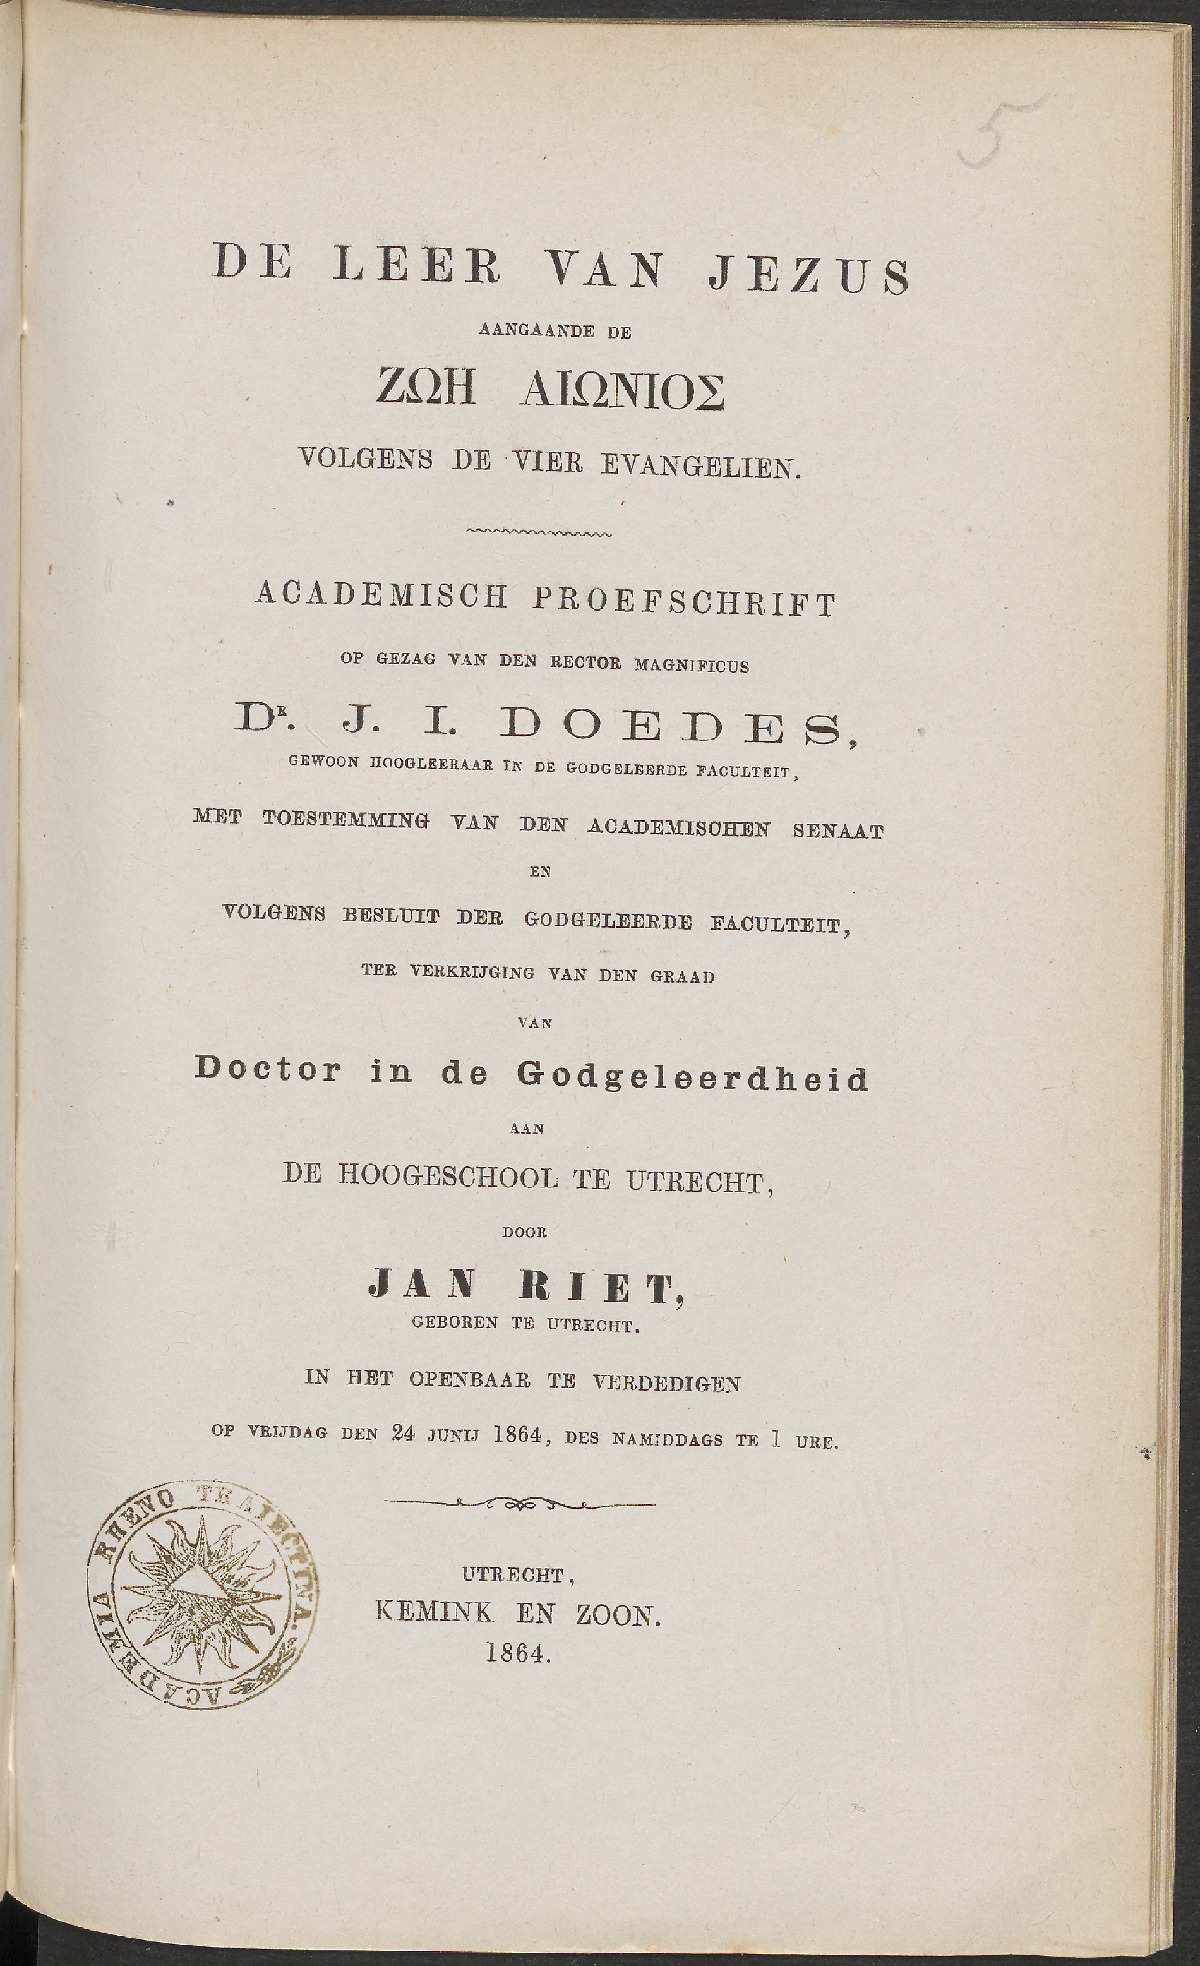 5
DE LEER VAN JEZUS
AANGAANDE DE
ΖΩΗ ΑΙΩΝΙΟΣ
VOLGENS DE VIER EVANGELIEN.
ACADEMISCH PROEFSCHRIFT
OP GEZAG VAN DEN RECTOR MAGNIFICUS
DR. J. I. DOEDES,
GEWOON HOOGLEERAAR IN DE GODGELEERDE FACULTEIT,
MET TOESTEMMING VAN DEN ACADEMISCHEN SENAAT
EN
VOLGENS BESLUIT DER GODGELEERDE FACULTEIT,
TER VERKRIJGING VAN DEN GRAAD
VAN
Doctor in de Godgeleerdheid
AAN
DE HOOGESCHOOL TE UTRECHT,
DOOR
JAN RIET,
GEBOREN TE UTRECHT.
IN HET OPENBAAR TE VERDEDIGEN
OP VRIJDAG DEN 24 JUNIJ 1864, DES NAMIDDAGS TE 1 URE.
ACADEMIA RHENO TRAIECTINA.
UTRECHT,
KEMINK EN ZOON.
1864.